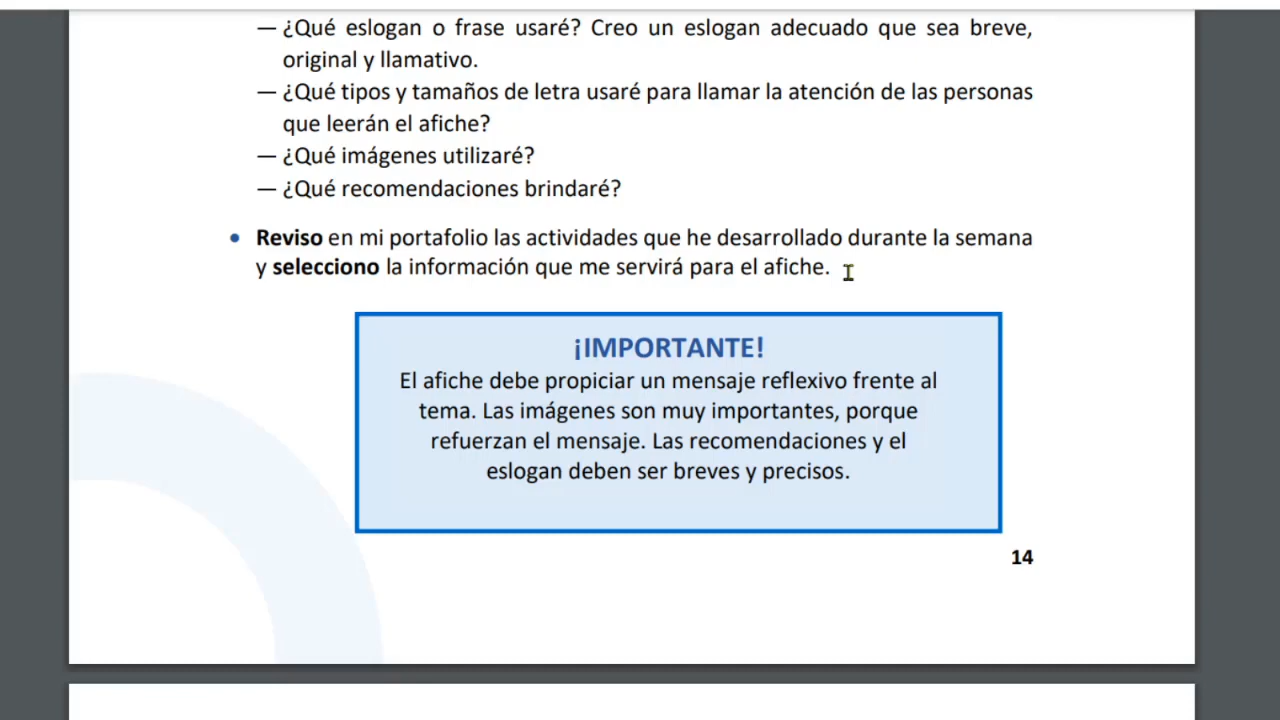 — ¿Qué eslogan o frase usaré? Creo un eslogan adecuado que sea breve,
original y llamativo.
— ¿Qué tipos y tamaños de letra usaré para llamar la atención de las personas
que leerán el afiche?
— ¿Qué imágenes utilizaré?
— ¿Qué recomendaciones brindaré?
• Reviso en mi portafolio las actividades que he desarrollado durante la semana
y selecciono la información que me servirá para el afiche.
¡IMPORTANTE!
El afiche debe propiciar un mensaje reflexivo frente al
tema. Las imágenes son muy importantes, porque
refuerzan el mensaje. Las recomendaciones y el
eslogan deben ser breves y precisos.
14